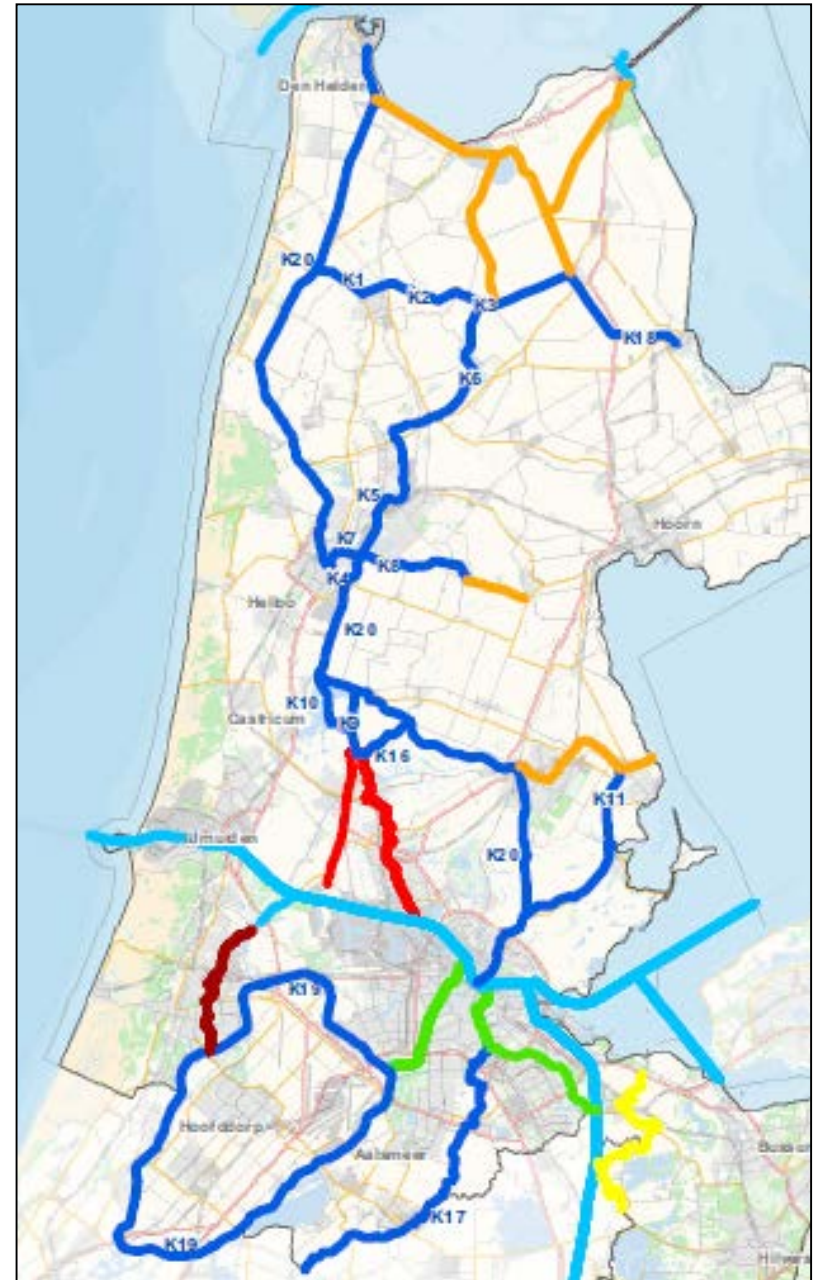 Den Helder
K20
K1
K2
K3
K18
K6
K5
Hoorn
K7
K8
K4
Heiloo
K20
K10
Castricum
K9
K16
K11
IJmuiden
K20
K19
Hoofddorp
Aalsmeer
K17
K19